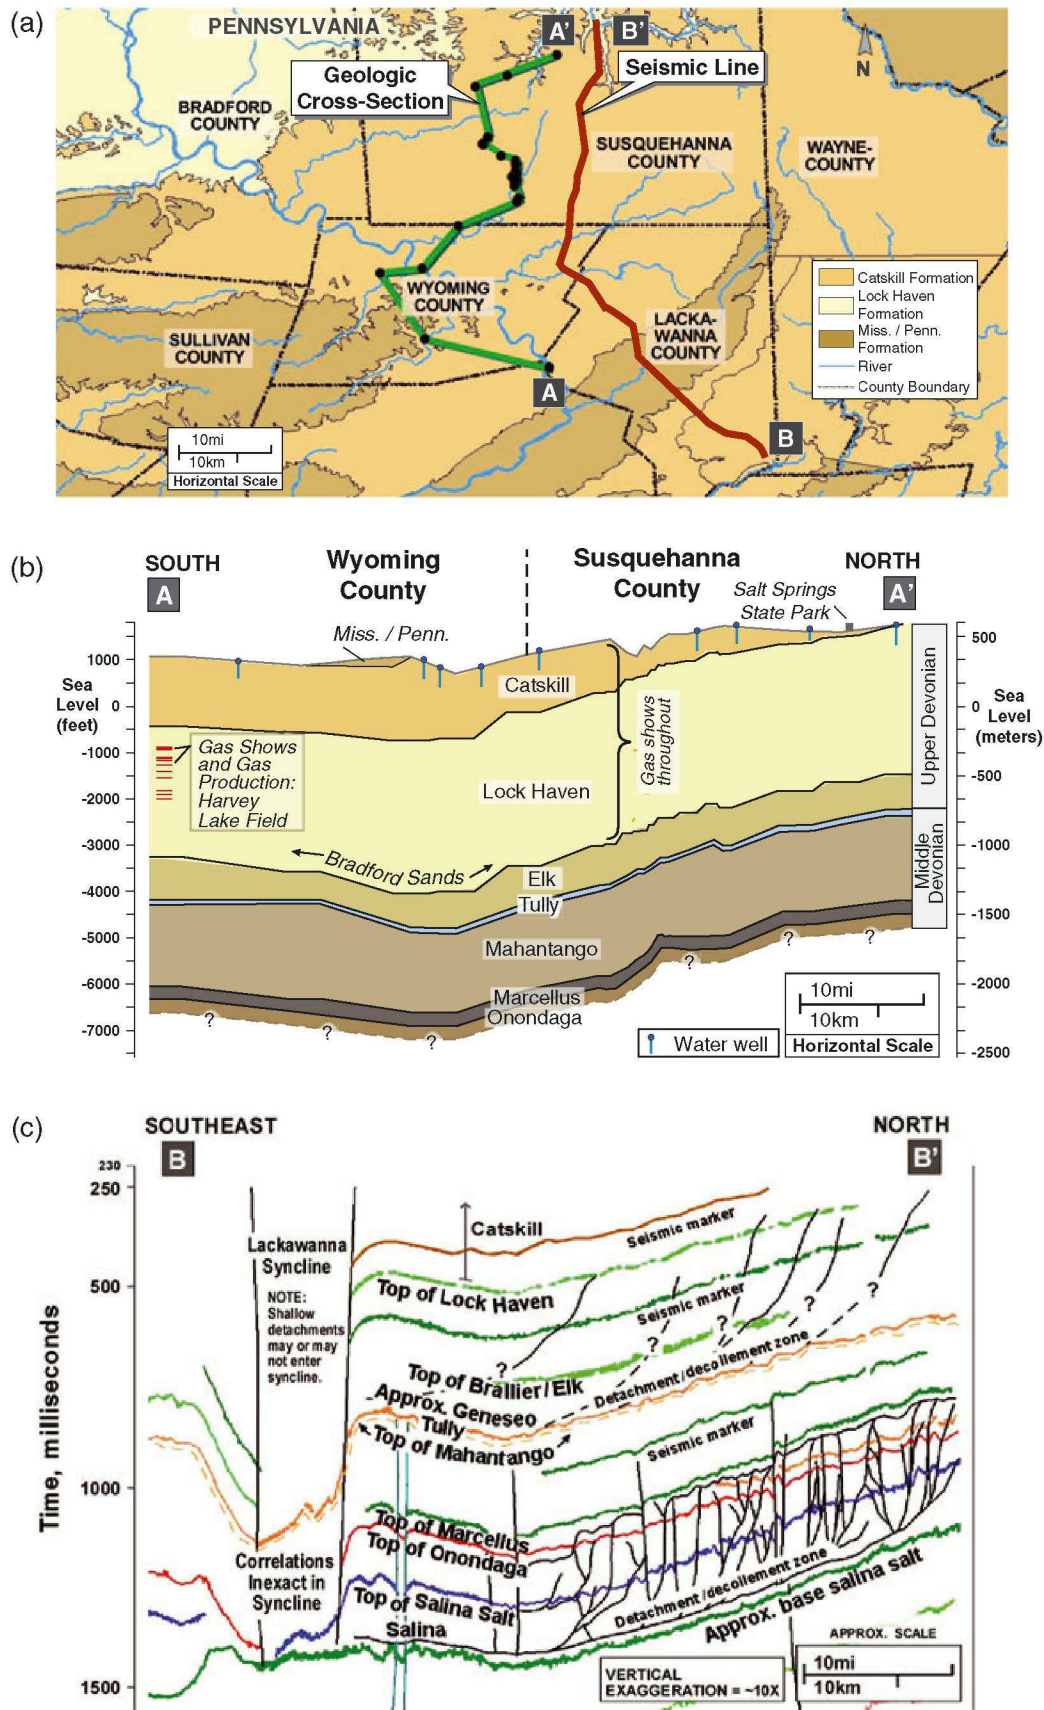 (a)
PENNSYLVANIA
A'
B'
Geologic
Cross-Section
Seismic Line
N
BRADFORD
COUNTY
SUSQUEHANNA
COUNTY
WAYNE-
COUNTY
WYOMING
COUNTY
SULLIVAN
COUNTY
LACKA-
WANNA
COUNTY
A
B
Catskill Formation
Lock Haven
Formation
Miss. / Penn.
Formation
River
County Boundary
10mi
10km
Horizontal Scale
(b)
SOUTH
A
Wyoming
County
Susquehanna
County
NORTH
A'
Salt Springs
State Park
Miss. / Penn.
1000
0
-1000
-2000
-3000
-4000
-5000
-6000
-7000
Sea
Level
(feet)
500
0
-500
-1000
-1500
-2000
-2500
Sea
Level
(meters)
Upper Devonian
Middle
Devonian
Catskill
Gas shows
throughout
Gas Shows
and Gas
Production:
Harvey
Lake Field
Lock Haven
Bradford Sands
Elk
Tully
Mahantango
Marcellus
Onondaga
?
?
?
?
?
?
Water well
10mi
10km
Horizontal Scale
(c)
SOUTHEAST
B
NORTH
B'
230
250
500
1000
1500
Time, milliseconds
Lackawanna
Syncline
NOTE:
Shallow
detachments
may or may
not enter
syncline.
Catskill
Seismic marker
Top of Lock Haven
Seismic marker
?
?
?
?
?
Top of Brallier/Elk
Detachment/decollement zone
Approx. Geneseo
Tully
Top of Mahantango
Seismic marker
Top of Marcellus
Top of Onondaga
Correlations
Inexact in
Syncline
Top of Salina Salt
Salina
Detachment/decollement zone
Approx. base salina salt
VERTICAL
EXAGGERATION = ~10X
APPROX. SCALE
10mi
10km